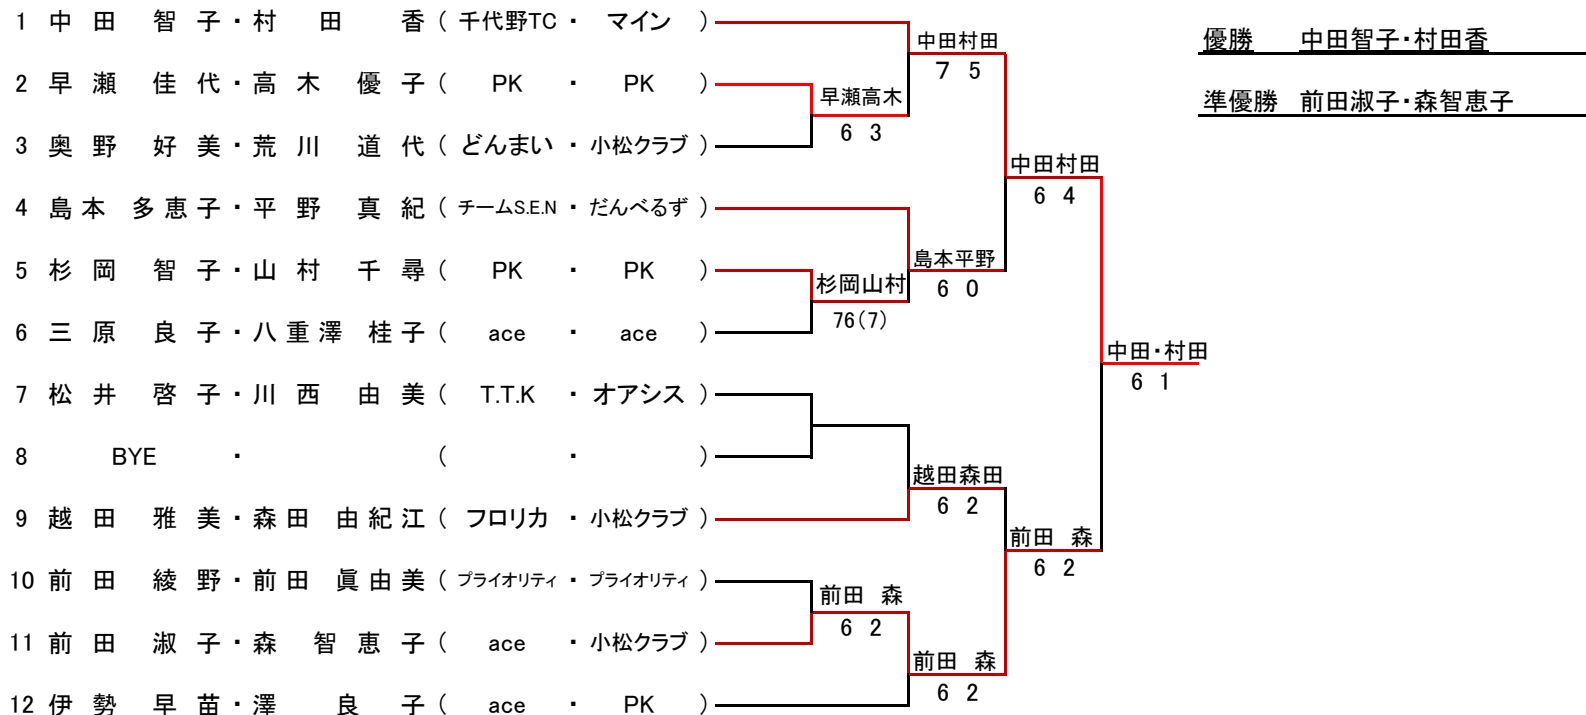 1 中田 智子・村田 香 (千代野TC ・ マイン)
2 早瀬 佳代・高木 優子 (PK ・ PK)
3 奥野 好美・荒川 道代 (どんまい ・ 小松クラブ)
4 島本 多恵子・平野 真紀 (チームS.E.N ・ だんべるず)
5 杉岡 智子・山村 千尋 (PK ・ PK)
6 三原 良子・八重澤 桂子 (ace ・ ace)
7 松井 啓子・川西 由美 (T.T.K ・ オアシス)
8 BYE ・ ( ・ )
9 越田 雅美・森田 由紀江 (フロリカ ・ 小松クラブ)
10 前田 綾野・前田 眞由美 (プライオリティ ・ プライオリティ)
11 前田 淑子・森 智恵子 (ace ・ 小松クラブ)
12 伊勢 早苗・澤 良子 (ace ・ PK)
早瀬高木
6 3
杉岡山村
76(7)
前田 森
6 2
中田村田
7 5
島本平野
6 0
越田森田
6 2
前田 森
6 2
中田村田
6 4
前田 森
6 2
中田・村田
6 1
優勝 中田智子・村田香
準優勝 前田淑子・森智恵子